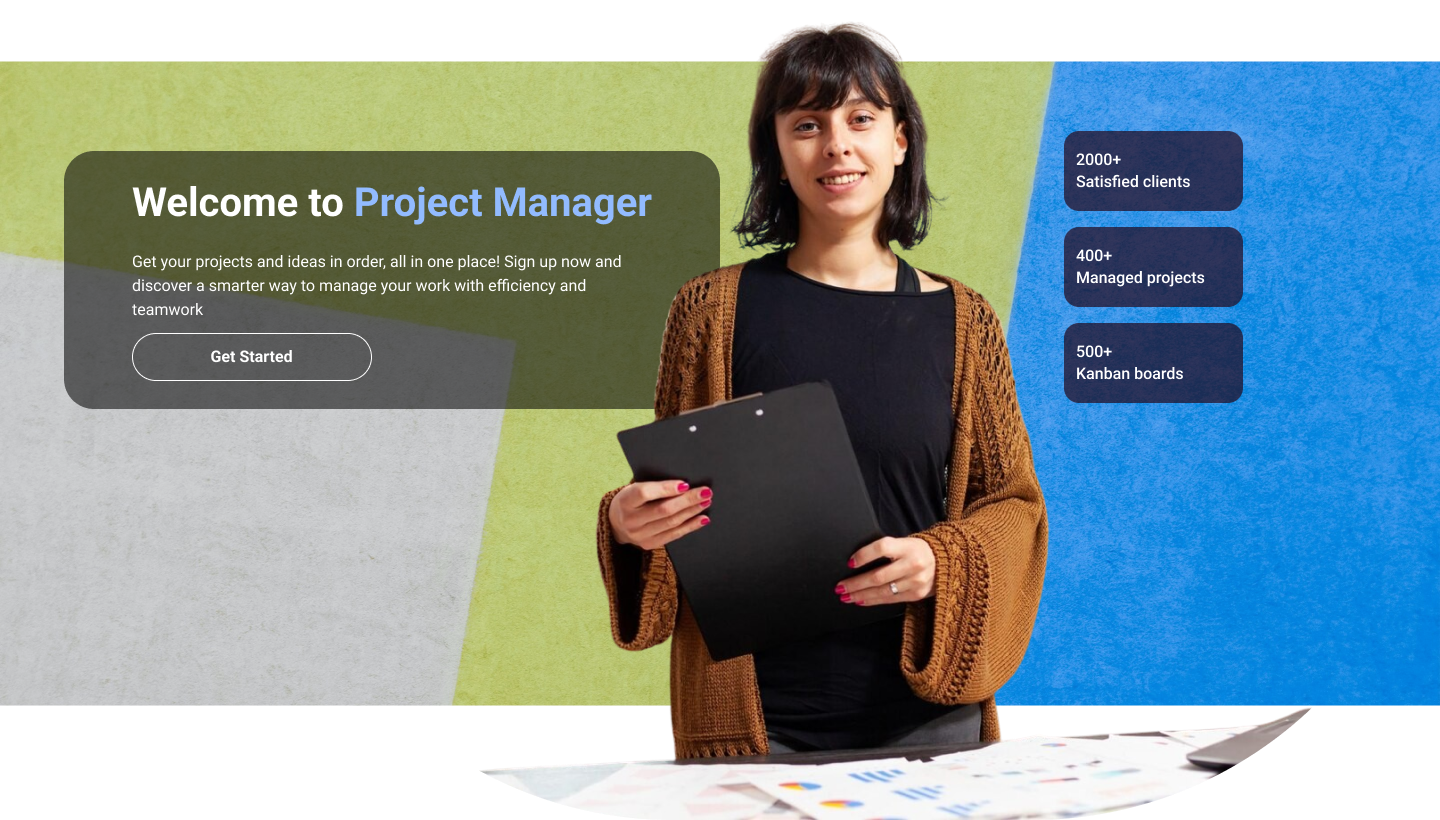 Welcome to Project Manager
Get your projects and ideas in order, all in one place! Sign up now and
discover a smarter way to manage your work with efficiency and
teamwork
Get Started
2000+
Satisfied clients
400+
Managed projects
500+
Kanban boards